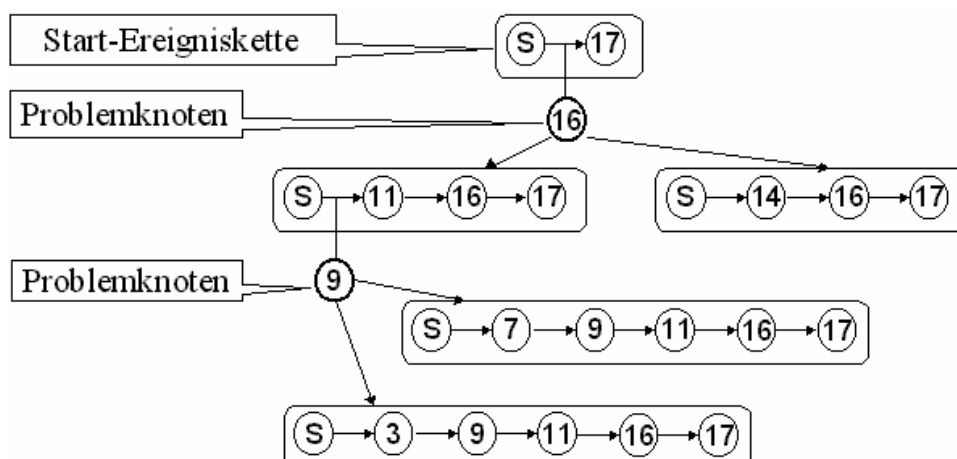 Start-Ereigniskette
S 17
Problemknoten
16
S 11 16 17
S 14 16 17
Problemknoten
9
S 7 9 11 16 17
S 3 9 11 16 17